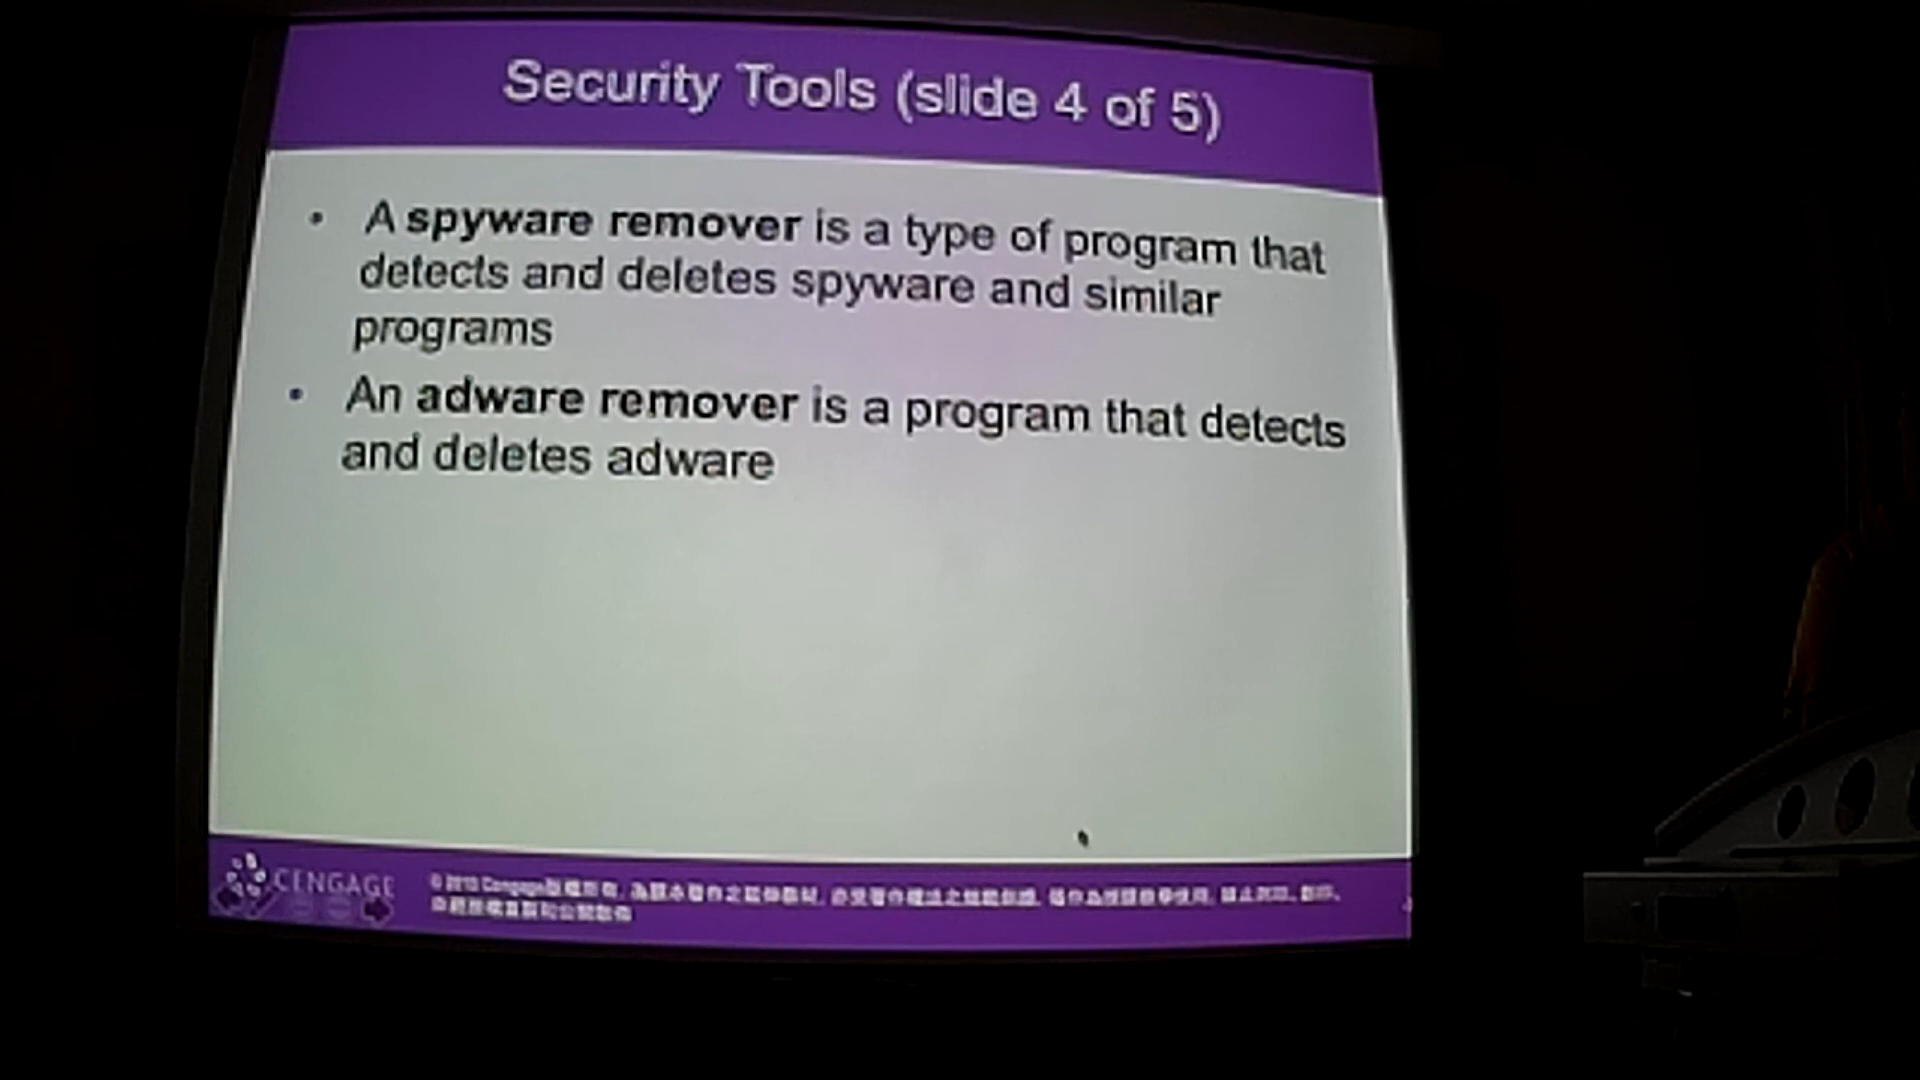 Security Tools (slide 4 of 5)
• A spyware remover is a type of program that
detects and deletes spyware and similar
programs
• An adware remover is a program that detects
and deletes adware
CENGAGE
Cengage